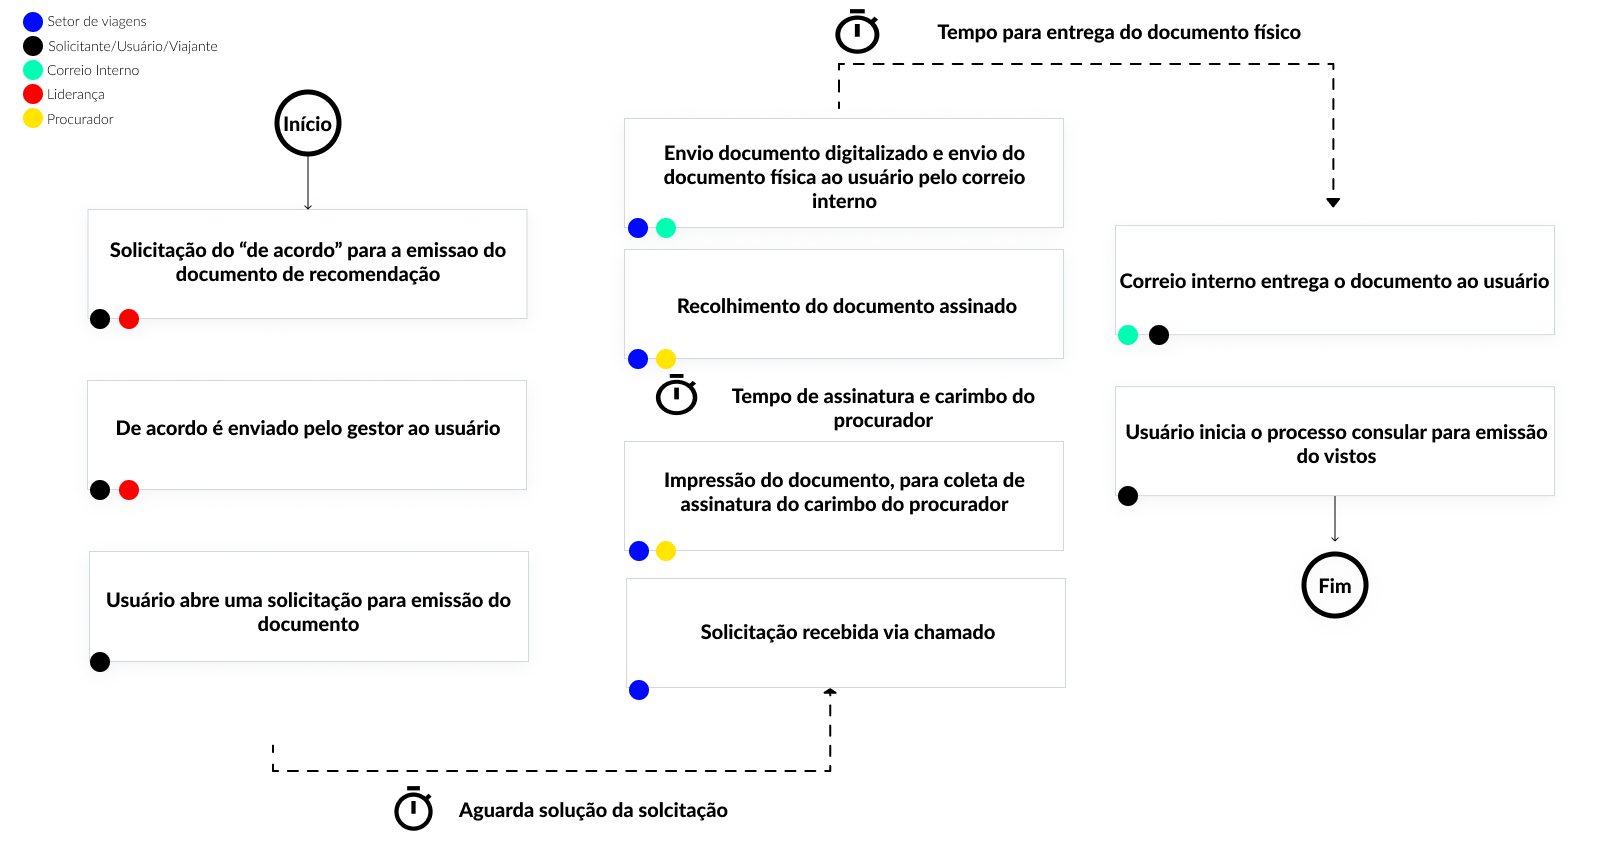 Setor de viagens
Solicitante/Usuário/Viajante
Correio Interno
Liderança
Procurador
Início
Solicitação do “de acordo” para a emissao do
documento de recomendação
De acordo é enviado pelo gestor ao usuário
Usuário abre uma solicitação para emissão do
documento
Aguarda solução da solcitação
Envio documento digitalizado e envio do
documento física ao usuário pelo correio
interno
Recolhimento do documento assinado
Tempo de assinatura e carimbo do
procurador
Impressão do documento, para coleta de
assinatura do carimbo do procurador
Solicitação recebida via chamado
Tempo para entrega do documento físico
Correio interno entrega o documento ao usuário
Usuário inicia o processo consular para emissão
do vistos
Fim